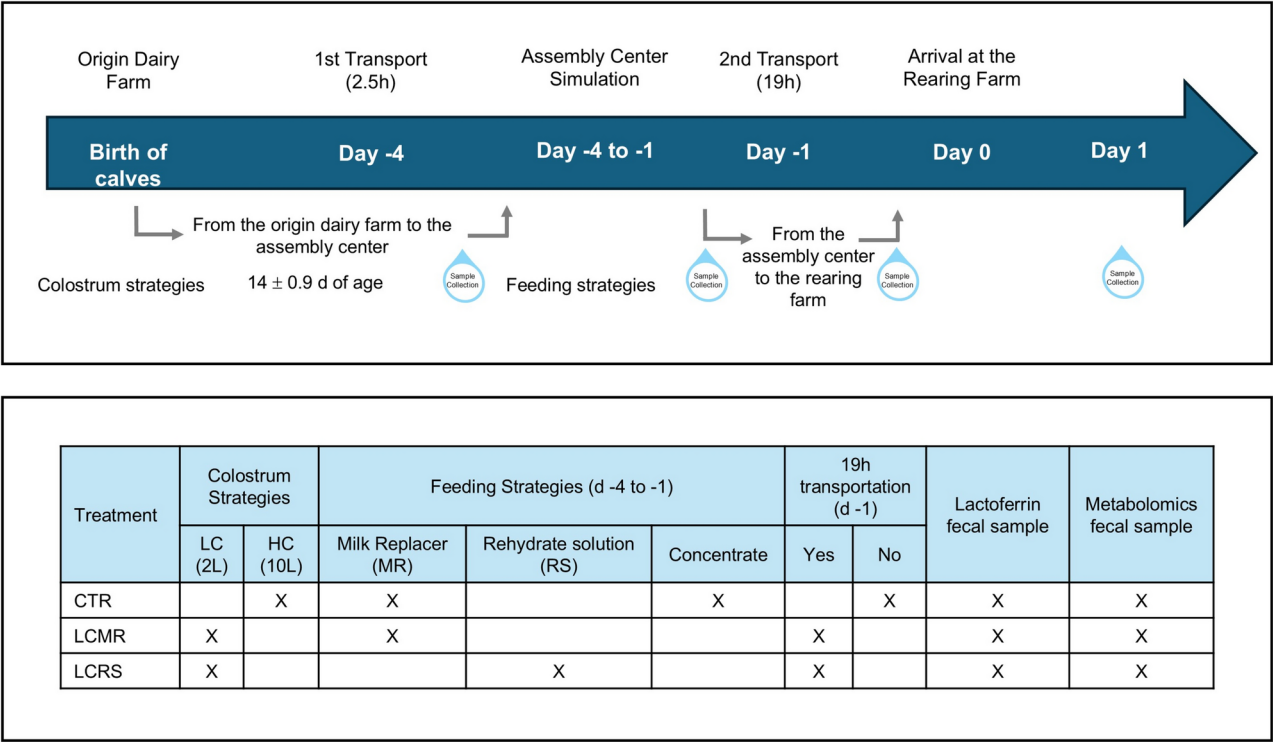 Origin Dairy
Farm
1st Transport
(2.5h)
Assembly Center
Simulation
2nd Transport
(19h)
Arrival at the
Rearing Farm
Birth of
calves
Day -4
Day -4 to -1
Day -1
Day 0
Day 1
From the origin dairy farm to the
assembly center
From the
assembly center
to the rearing
farm
Colostrum strategies
14 ± 0.9 d of age
Sample
Collection
Feeding strategies
Sample
Collection
Sample
Collection
Sample
Collection
Treatment
Colostrum
Strategies
Feeding Strategies (d -4 to -1)
19h
transportation
(d -1)
Lactoferrin
fecal sample
Metabolomics
fecal sample
LC
(2L)
HC
(10L)
Milk Replacer
(MR)
Rehydrate solution
(RS)
Concentrate
Yes
No
CTR X X X X X X
LCMR X X X X X
LCRS X X X X X